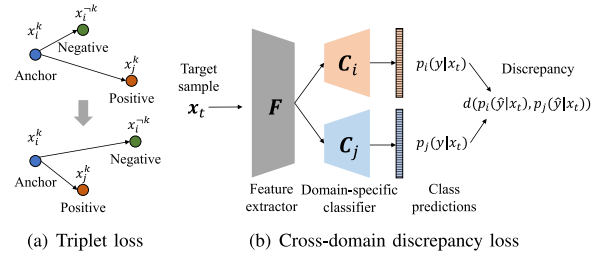 x_i^k
Anchor
x_i^{¬k}
Negative
x_j^k
Positive
x_i^k
Anchor
x_i^{¬k}
Negative
x_j^k
Positive
(a) Triplet loss
Target
sample
x_t
F
Feature
extractor
C_i
C_j
Domain-specific
classifier
p_i(y|x_t)
p_j(y|x_t)
Class
predictions
Discrepancy
d(p_i(ŷ|x_t), p_j(ŷ|x_t))
(b) Cross-domain discrepancy loss